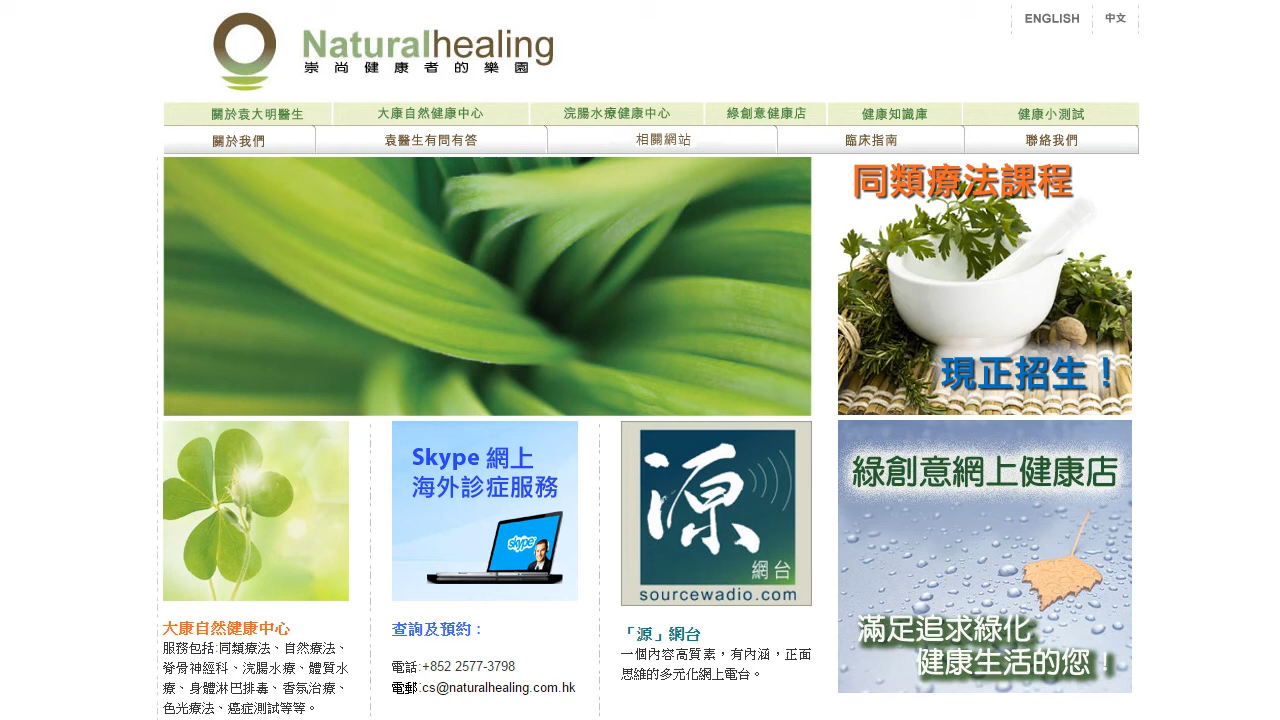 ENGLISH 中文
Naturalhealing
崇尚健康者的樂園
關於袁大明醫生 大康自然健康中心 浣腸水療健康中心 綠創意健康店 健康知識庫 健康小測試
關於我們 袁醫生有問有答 相關網站 臨床指南 聯絡我們
同類療法課程
現正招生！
Skype 網上
海外診症服務
skype
源
網台
sourcewadio.com
綠創意網上健康店
滿足追求綠化
健康生活的您！
大康自然健康中心
服務包括:同類療法、自然療法、
脊骨神經科、浣腸水療、體質水
療、身體淋巴排毒、香氛治療、
色光療法、癌症測試等等。
查詢及預約：
電話:+852 2577-3798
電郵:cs@naturalhealing.com.hk
「源」網台
一個內容高質素，有內涵，正面
思維的多元化網上電台。